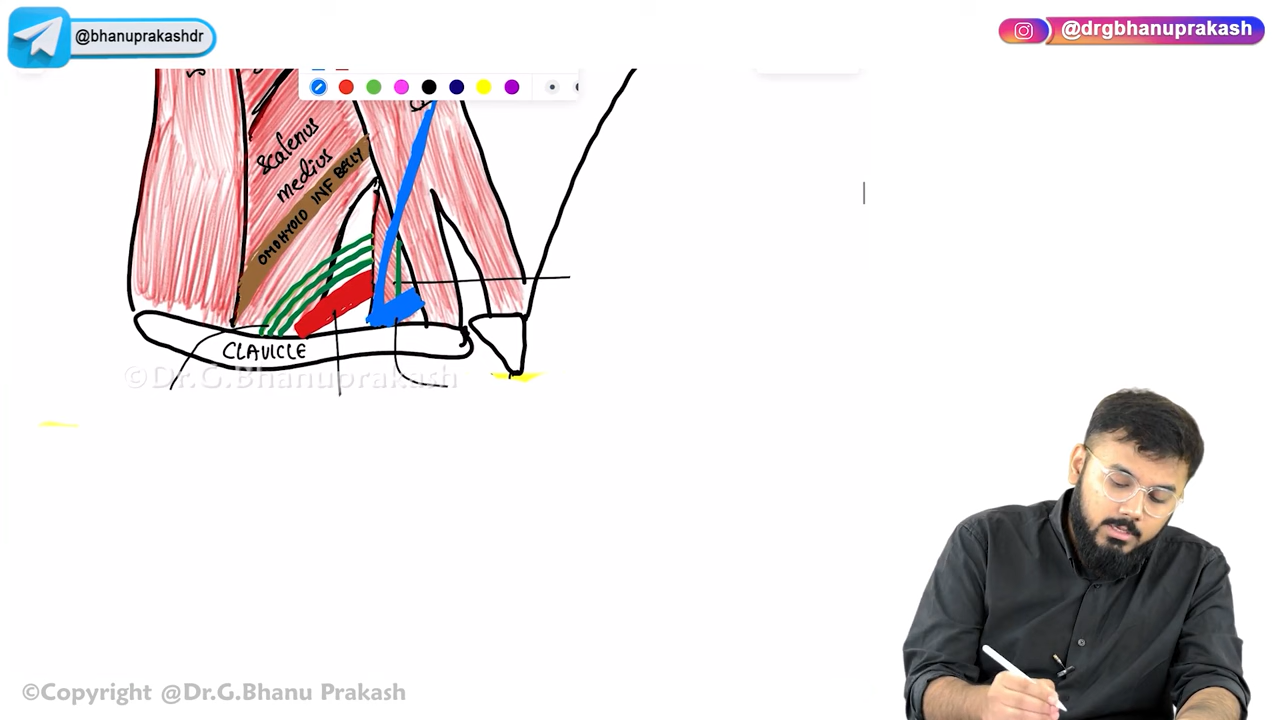 @bhanuprakashdr
@drgbhanuprakash
Scalenus
medius
OMOHYOID INF BELLY
CLAVICLE
©Dr.G.Bhanuprakash
©Copyright @Dr.G.Bhanu Prakash